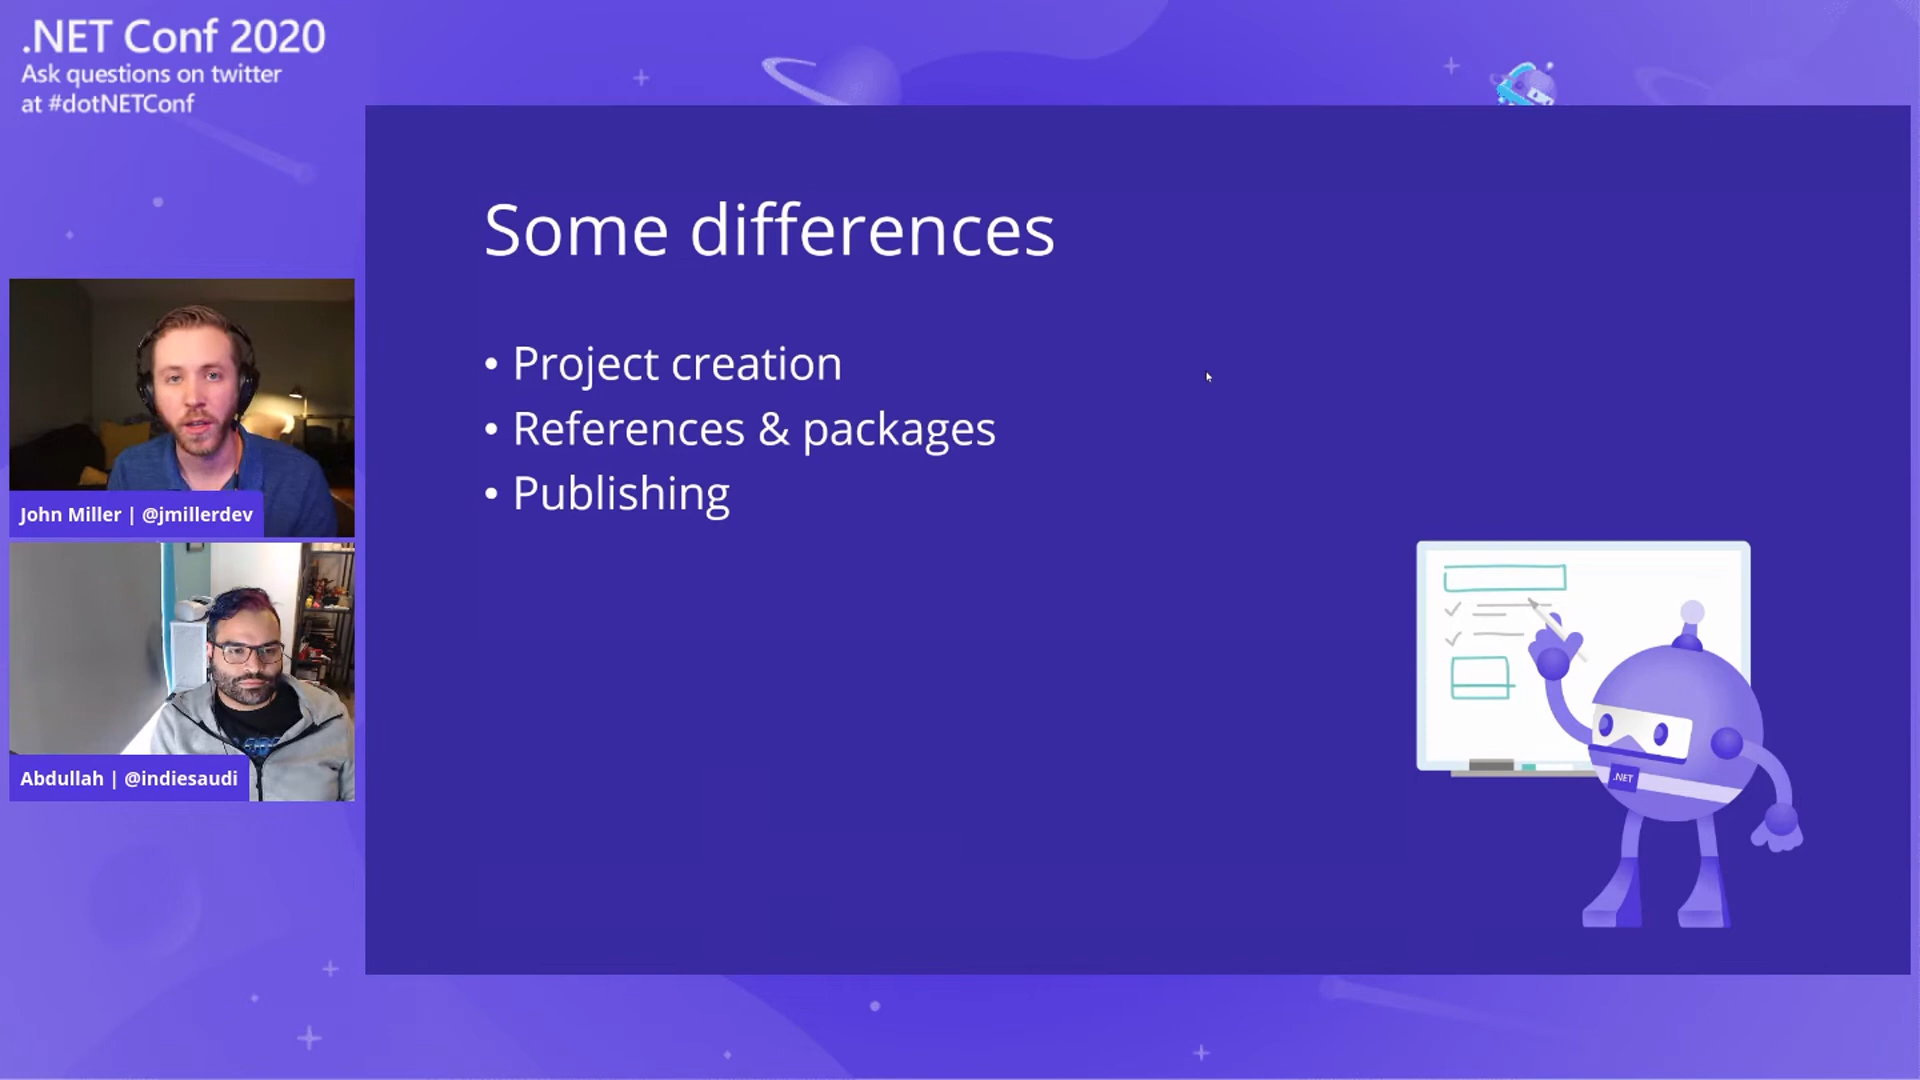 .NET Conf 2020
Ask questions on twitter
at #dotNETConf
Some differences
• Project creation
• References & packages
• Publishing
John Miller | @jmillerdev
Abdullah | @indiesaudi
.NET